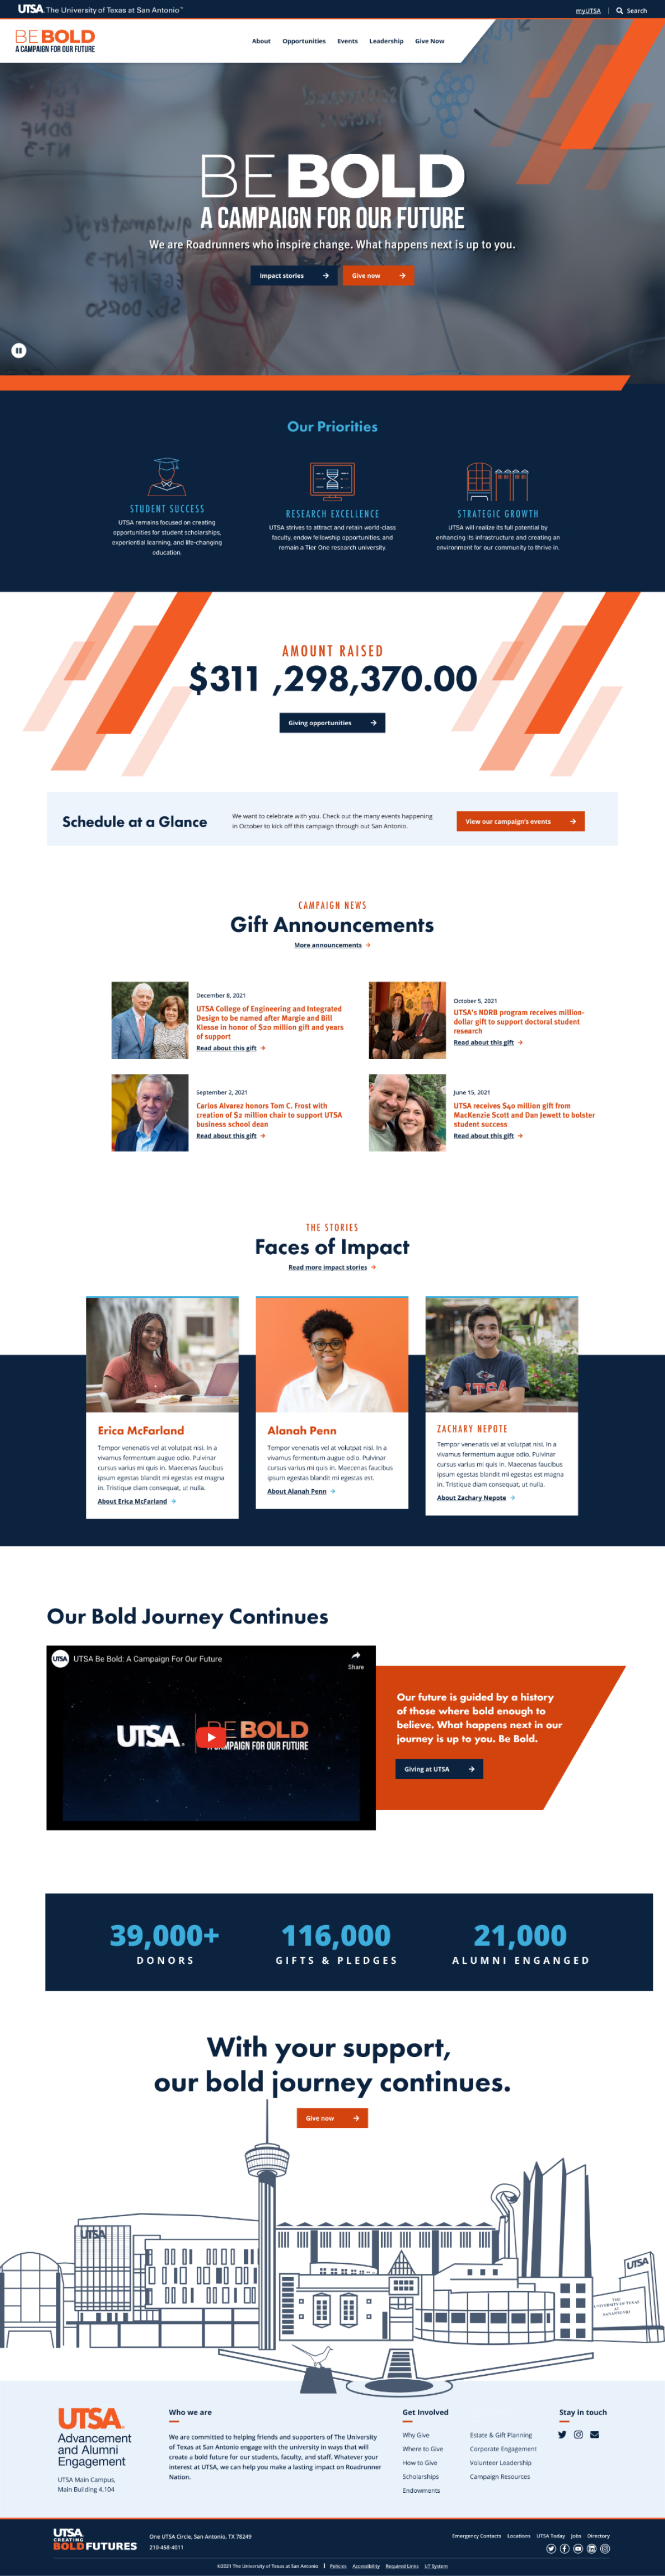 UTSA The University of Texas at San Antonio™
myUTSA | Search
BE BOLD
A CAMPAIGN FOR OUR FUTURE
About Opportunities Events Leadership Give Now
BE BOLD
A CAMPAIGN FOR OUR FUTURE
We are Roadrunners who inspire change. What happens next is up to you.
Impact stories
Give now
Our Priorities
STUDENT SUCCESS
UTSA remains focused on creating
opportunities for student scholarships,
experiential learning, and life-changing
education.
RESEARCH EXCELLENCE
UTSA strives to attract and retain world-class
faculty, endow fellowship opportunities, and
remain a Tier One research university.
STRATEGIC GROWTH
UTSA will realize its full potential by
enhancing its infrastructure and creating an
environment for our community to thrive in.
AMOUNT RAISED
$311 ,298,370.00
Giving opportunities
Schedule at a Glance
We want to celebrate with you. Check out the many events happening
in October to kick off this campaign through out San Antonio.
View our campaign's events
CAMPAIGN NEWS
Gift Announcements
More announcements
December 8, 2021
UTSA College of Engineering and Integrated
Design to be named after Margie and Bill
Klesse in honor of $20 million gift and years
of support
Read about this gift
October 5, 2021
UTSA's NDRB program receives million-
dollar gift to support doctoral student
research
Read about this gift
September 2, 2021
Carlos Alvarez honors Tom C. Frost with
creation of $2 million chair to support UTSA
business school dean
Read about this gift
June 15, 2021
UTSA receives $40 million gift from
MacKenzie Scott and Dan Jewett to bolster
student success
Read about this gift
THE STORIES
Faces of Impact
Read more impact stories
Erica McFarland
Tempor venenatis vel at volutpat nisi. In a
vivamus fermentum augue odio. Pulvinar
cursus varius mi quis in. Maecenas faucibus
ipsum egestas blandit mi egestas est magna
in. Tristique diam consequat, ut nulla.
About Erica McFarland
Alanah Penn
Tempor venenatis vel at volutpat nisi. In a
vivamus fermentum augue odio. Pulvinar
cursus varius mi quis in. Maecenas faucibus
ipsum egestas blandit mi egestas est.
About Alanah Penn
UTSA
ZACHARY NEPOTE
Tempor venenatis vel at volutpat nisi. In a
vivamus fermentum augue odio. Pulvinar
cursus varius mi quis in. Maecenas faucibus
ipsum egestas blandit mi egestas est magna
in. Tristique diam consequat, ut nulla.
About Zachary Nepote
Our Bold Journey Continues
UTSA UTSA Be Bold: A Campaign For Our Future
Share
UTSA. BE BOLD
A CAMPAIGN FOR OUR FUTURE
Our future is guided by a history
of those where bold enough to
believe. What happens next in our
journey is up to you. Be Bold.
Giving at UTSA
39,000+
DONORS
116,000
GIFTS & PLEDGES
21,000
ALUMNI ENGANGED
With your support,
our bold journey continues.
Give now
UTSA
UTSA
THE
UNIVERSITY OF TEXAS
AT
SAN ANTONIO
UTSA.
Advancement
and Alumni
Engagement
UTSA Main Campus,
Main Building 4.104
Who we are
We are committed to helping friends and supporters of The University
of Texas at San Antonio engage with the university in ways that will
create a bold future for our students, faculty, and staff. Whatever your
interest at UTSA, we can help you make a lasting impact on Roadrunner
Nation.
Get Involved
Why Give
Where to Give
How to Give
Scholarships
Endowments
Estate & Gift Planning
Corporate Engagement
Volunteer Leadership
Campaign Resources
Stay in touch
UTSA
CREATING
BOLD FUTURES
One UTSA Circle, San Antonio, TX 78249
210-458-4011
Emergency Contacts Locations UTSA Today Jobs Directory
©2021 The University of Texas at San Antonio | Policies Accessibility Required Links UT System